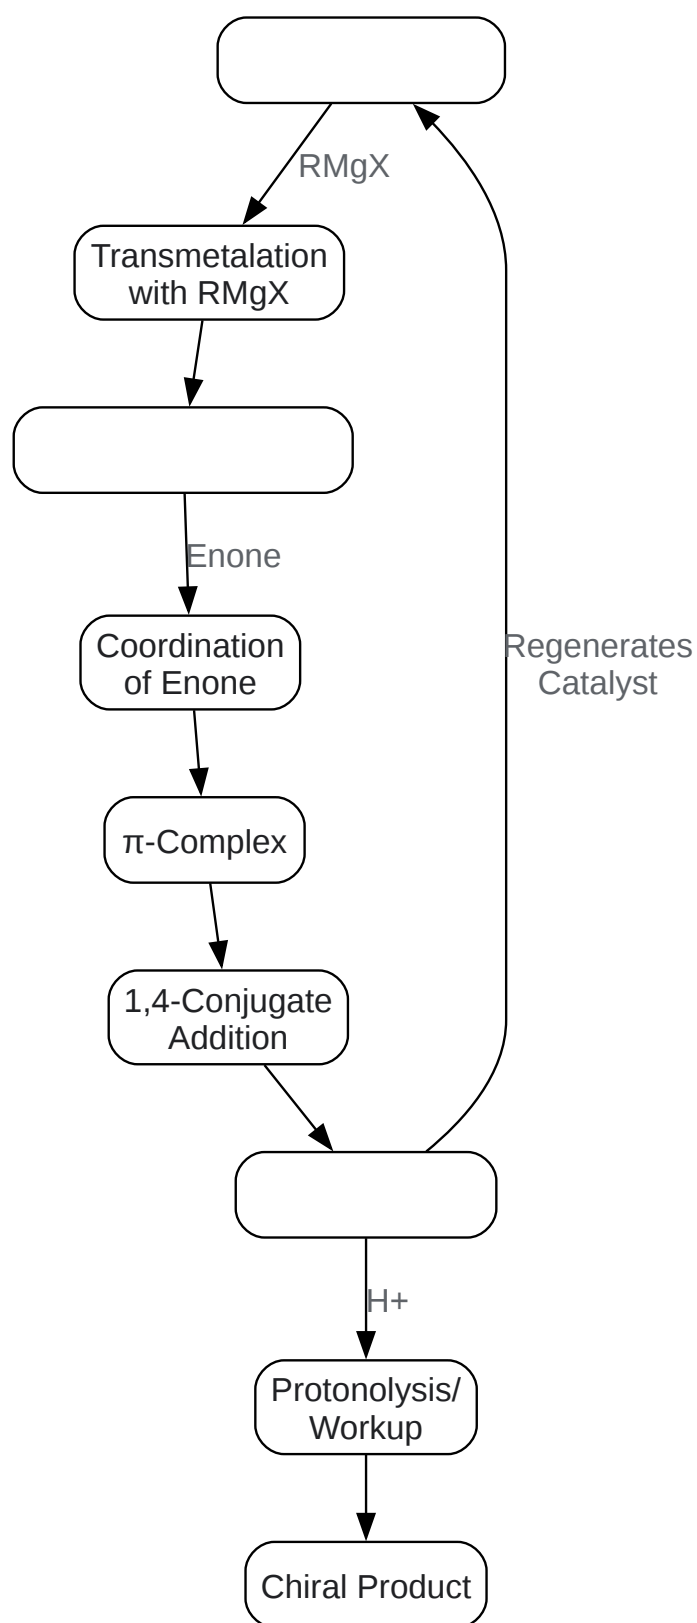 RMgX
Transmetalation
with RMgX
Enone
Coordination
of Enone
Regenerates
Catalyst
π-Complex
1,4-Conjugate
Addition
H+
Protonolysis/
Workup
Chiral Product